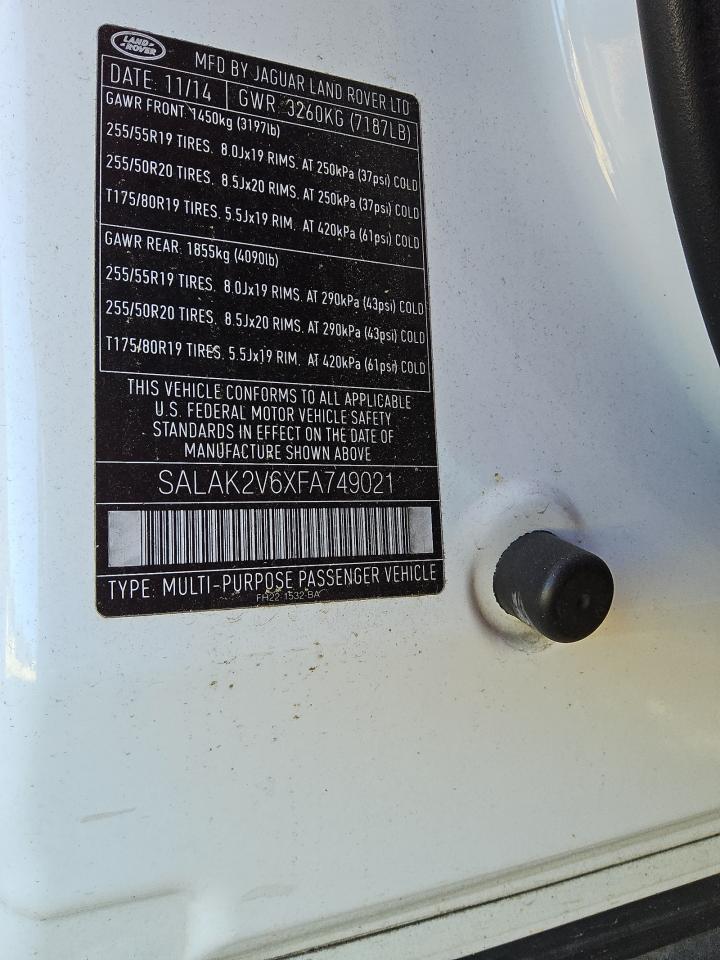 LAND ROVER
MFD BY JAGUAR LAND ROVER LTD
DATE: 11/14 GWR 3260KG (7187LB)
GAWR FRONT: 1450kg (3197lb)
255/55R19 TIRES. 8.0Jx19 RIMS. AT 250kPa (37psi) COLD
255/50R20 TIRES. 8.5Jx20 RIMS. AT 250kPa (37psi) COLD
T175/80R19 TIRES. 5.5Jx19 RIM. AT 420kPa (61psi) COLD
GAWR REAR: 1855kg (4090lb)
255/55R19 TIRES. 8.0Jx19 RIMS. AT 290kPa (43psi) COLD
255/50R20 TIRES. 8.5Jx20 RIMS. AT 290kPa (43psi) COLD
T175/80R19 TIRES. 5.5Jx19 RIM. AT 420kPa (61psi) COLD
THIS VEHICLE CONFORMS TO ALL APPLICABLE
U.S. FEDERAL MOTOR VEHICLE SAFETY
STANDARDS IN EFFECT ON THE DATE OF
MANUFACTURE SHOWN ABOVE
SALAK2V6XFA749021
TYPE: MULTI-PURPOSE PASSENGER VEHICLE
FH22-1532-BA